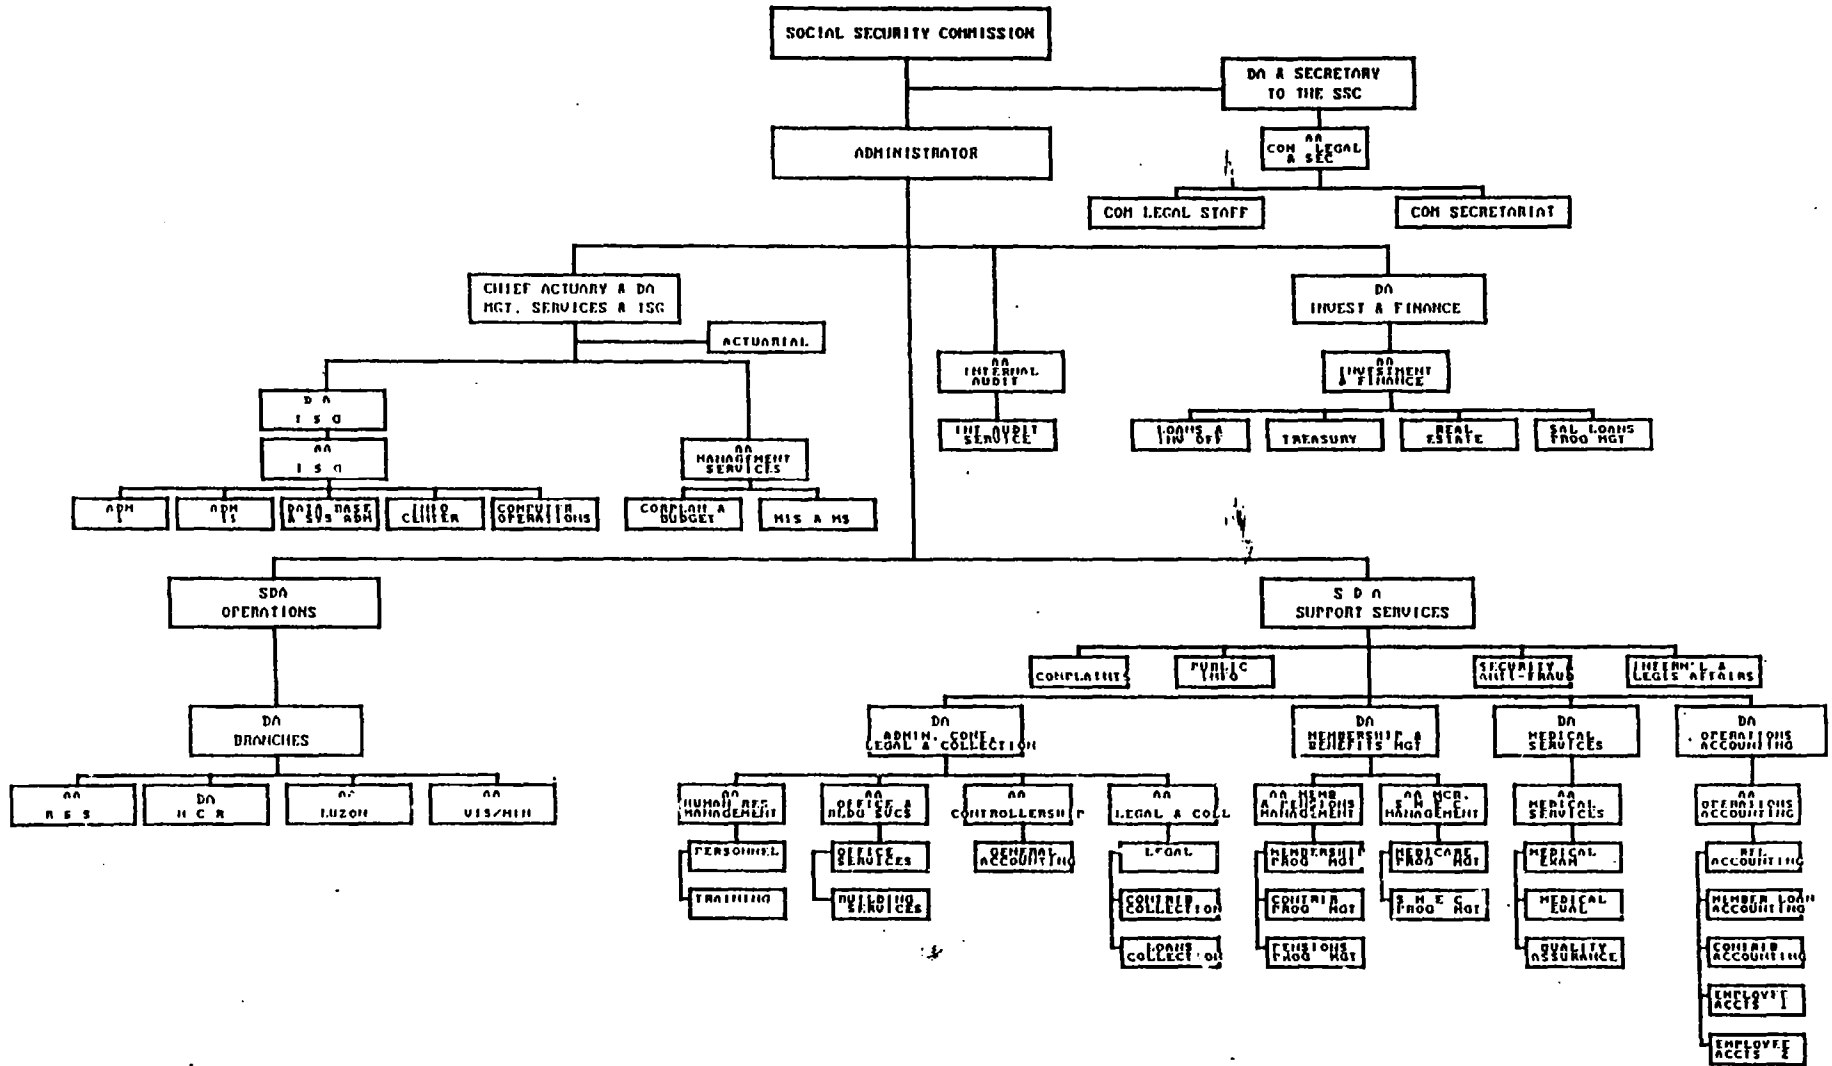 SOCIAL SECURITY COMMISSION
DA & SECRETARY
TO THE SSC
ADMINISTRATOR
AA
COM LEGAL
& SEC
COM LEGAL STAFF
COM SECRETARIAT
CHIEF ACTUARY & DA
MGT. SERVICES & ISG
ACTUARIAL
DA
INVEST & FINANCE
AA
INTERNAL
AUDIT
AA
INVESTMENT
& FINANCE
D A
I S G
INT AUDIT
SERVICE
LOANS &
INV OFF
TREASURY
REAL
ESTATE
SAL LOANS
PROG MGT
AA
I S G
AA
MANAGEMENT
SERVICES
ADM
I
ADM
II
DATA BASE
& SYS ADM
INFO
CENTER
COMPUTER
OPERATIONS
CORPLAN &
BUDGET
MIS & MS
SDA
OPERATIONS
S D A
SUPPORT SERVICES
COMPLAINTS
PUBLIC
INFO
SECURITY &
ANTI-FRAUD
INTERN'L &
LEGIS AFFAIRS
DA
BRANCHES
DA
ADMIN, CONT,
LEGAL & COLLECTION
DA
MEMBERSHIP &
BENEFITS MGT
DA
MEDICAL
SERVICES
DA
OPERATIONS
ACCOUNTING
AA
DA
N C R
AA
LUZON
AA
VIS/MIN
AA
HUMAN RES
MANAGEMENT
AA
OFFICE &
BLDG SVCS
AA
CONTROLLERSHIP
AA
LEGAL & COLL
AA MEMB
& PENSIONS
MANAGEMENT
AA MCR,
S M E C
MANAGEMENT
AA
MEDICAL
SERVICES
AA
OPERATIONS
ACCOUNTING
PERSONNEL
OFFICE
SERVICES
GENERAL
ACCOUNTING
LEGAL
MEMBERSHIP
PROG MGT
MEDICARE
PROG MGT
MEDICAL
EXAM
ACCOUNTING
TRAINING
BUILDING
SERVICES
CONTRIB
COLLECTION
CONTRIB
PROG MGT
S M E C
PROG MGT
MEDICAL
EVAL
MEMBER LOAN
ACCOUNTING
LOANS
COLLECTION
PENSIONS
PROG MGT
QUALITY
ASSURANCE
CONTRIB
ACCOUNTING
EMPLOYEE
ACCTS 1
EMPLOYEE
ACCTS 2